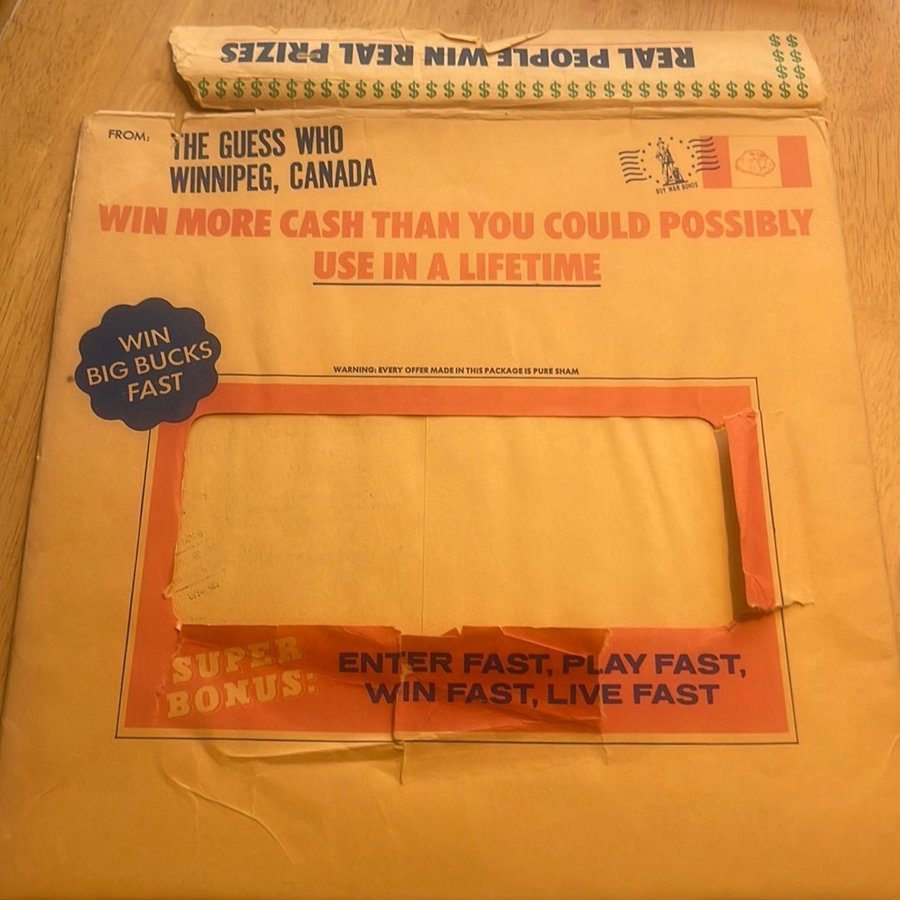 REAL PEOPLE WIN REAL PRIZES
$$$$$$$$$$$$$$$$$$$$$$$$$$$$$$$$$$$$$$$
FROM:
THE GUESS WHO
WINNIPEG, CANADA
BUY WAR BONDS
WIN MORE CASH THAN YOU COULD POSSIBLY
USE IN A LIFETIME
WIN
BIG BUCKS
FAST
WARNING: EVERY OFFER MADE IN THIS PACKAGE IS PURE SHAM
SUPER
BONUS:
ENTER FAST, PLAY FAST,
WIN FAST, LIVE FAST